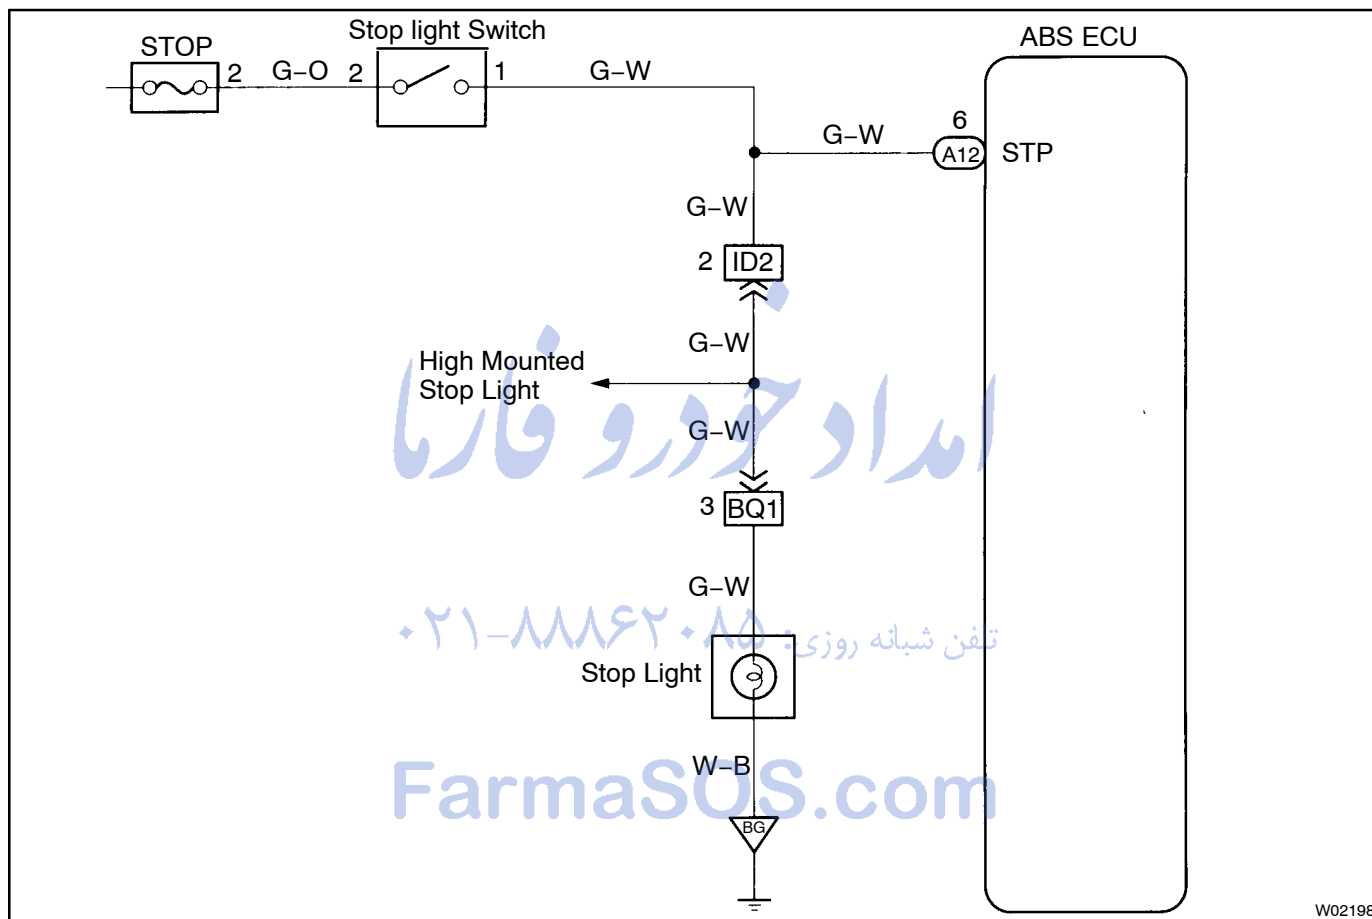 STOP
Stop light Switch
ABS ECU
2
G–O
2
1
G–W
G–W
6
A12
STP
G–W
2
ID2
G–W
High Mounted
Stop Light
امداد خودرو فارما
G–W
3
BQ1
G–W
تلفن شبانه روزی: ۰۲۱-۸۸۸۶۲۰۸۵
Stop Light
W–B
FarmaSOS.com
BG
W02198